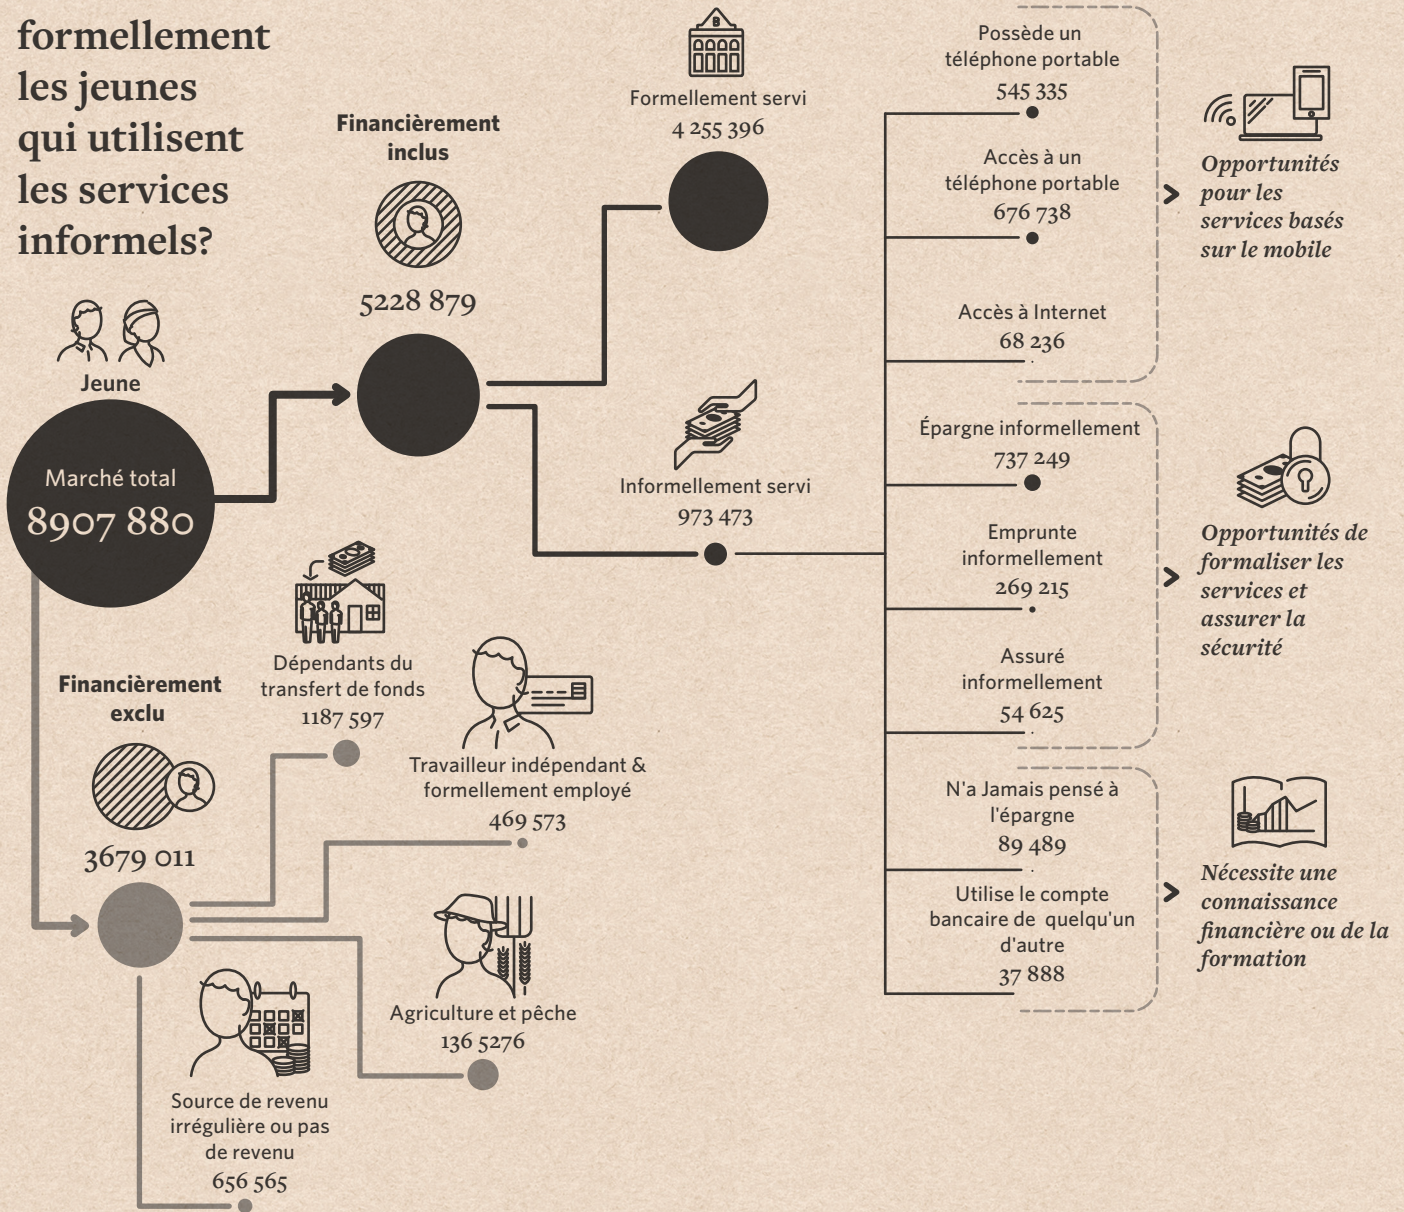 formellement
les jeunes
qui utilisent
les services
informels?
Jeune
Marché total
8907 880
Financièrement
inclus
5228 879
Formellement servi
4 255 396
B
Informellement servi
973 473
Financièrement
exclu
3679 011
Dépendants du
transfert de fonds
1187 597
Travailleur indépendant &
formellement employé
469 573
Agriculture et pêche
136 5276
Source de revenu
irrégulière ou pas
de revenu
656 565
Possède un
téléphone portable
545 335
Accès à un
téléphone portable
676 738
Accès à Internet
68 236
Opportunités
pour les
services basés
sur le mobile
Épargne informellement
737 249
Emprunte
informellement
269 215
Assuré
informellement
54 625
Opportunités de
formaliser les
services et
assurer la
sécurité
N'a Jamais pensé à
l'épargne
89 489
Utilise le compte
bancaire de quelqu'un
d'autre
37 888
Nécessite une
connaissance
financière ou de la
formation